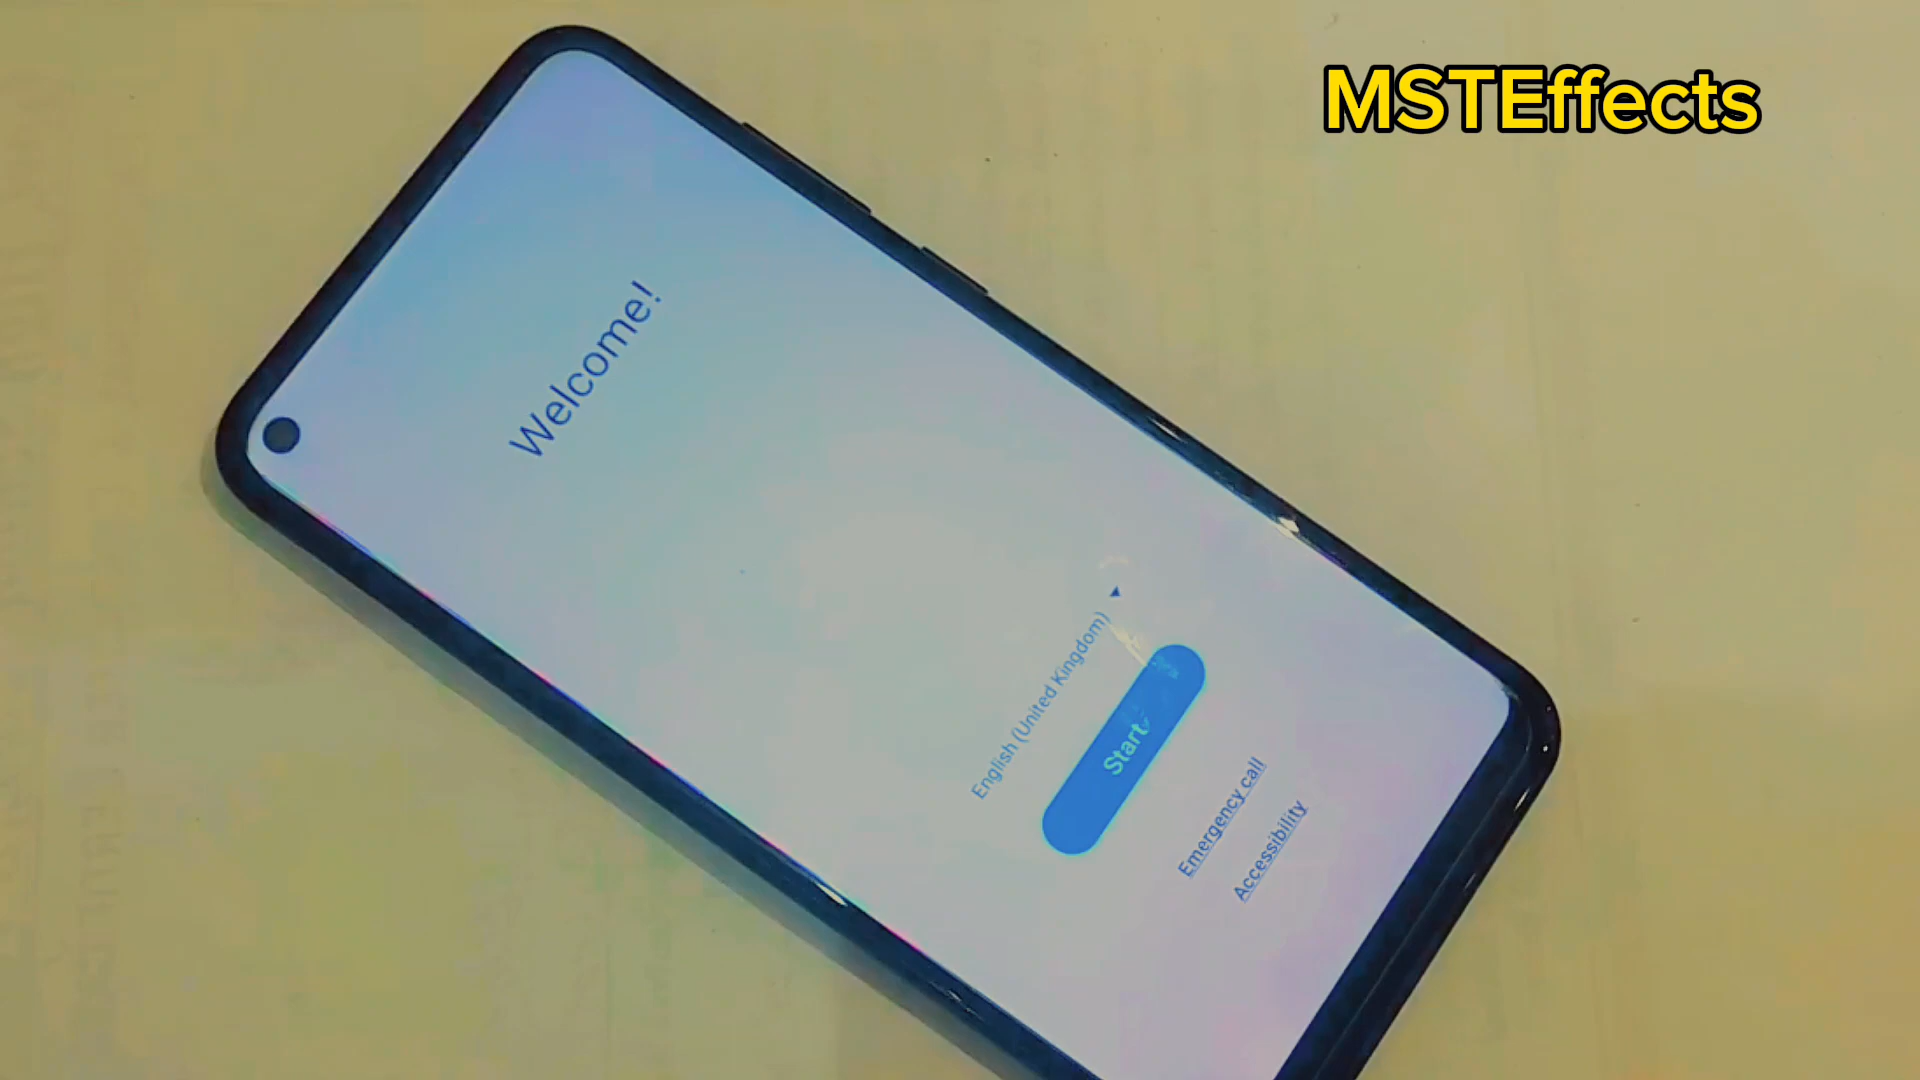 MSTEffects
Welcome!
English (United Kingdom)
Start
Emergency call
Accessibility